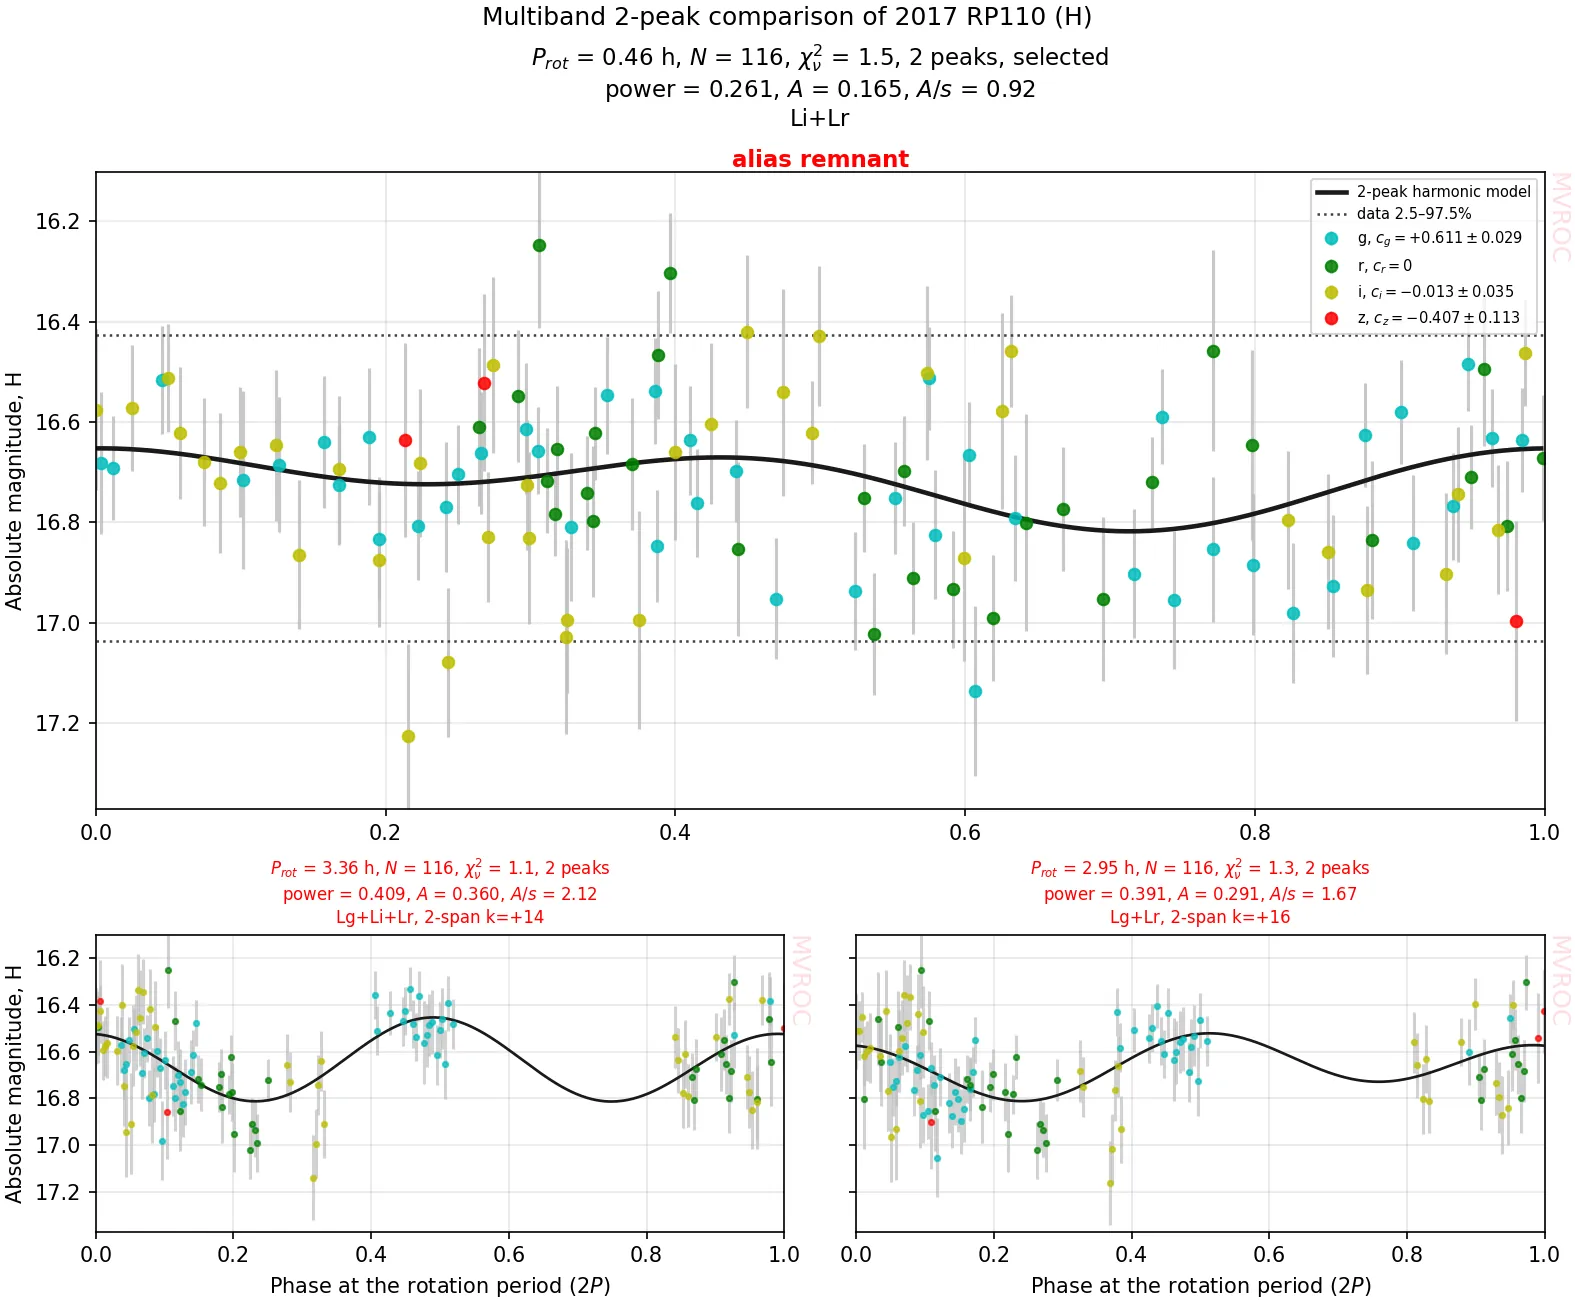 Multiband 2-peak comparison of 2017 RP110 (H)
P_rot = 0.46 h, N = 116, χ²_ν = 1.5, 2 peaks, selected
power = 0.261, A = 0.165, A/s = 0.92
Li+Lr
alias remnant
2-peak harmonic model
data 2.5–97.5%
g, c_g = +0.611 ± 0.029
r, c_r = 0
i, c_i = −0.013 ± 0.035
z, c_z = −0.407 ± 0.113
MVROC
Absolute magnitude, H
16.2
16.4
16.6
16.8
17.0
17.2
0.0 0.2 0.4 0.6 0.8 1.0
P_rot = 3.36 h, N = 116, χ²_ν = 1.1, 2 peaks
power = 0.409, A = 0.360, A/s = 2.12
Lg+Li+Lr, 2-span k=+14
MVROC
Absolute magnitude, H
16.2
16.4
16.6
16.8
17.0
17.2
0.0 0.2 0.4 0.6 0.8 1.0
Phase at the rotation period (2P)
P_rot = 2.95 h, N = 116, χ²_ν = 1.3, 2 peaks
power = 0.391, A = 0.291, A/s = 1.67
Lg+Lr, 2-span k=+16
MVROC
0.0 0.2 0.4 0.6 0.8 1.0
Phase at the rotation period (2P)